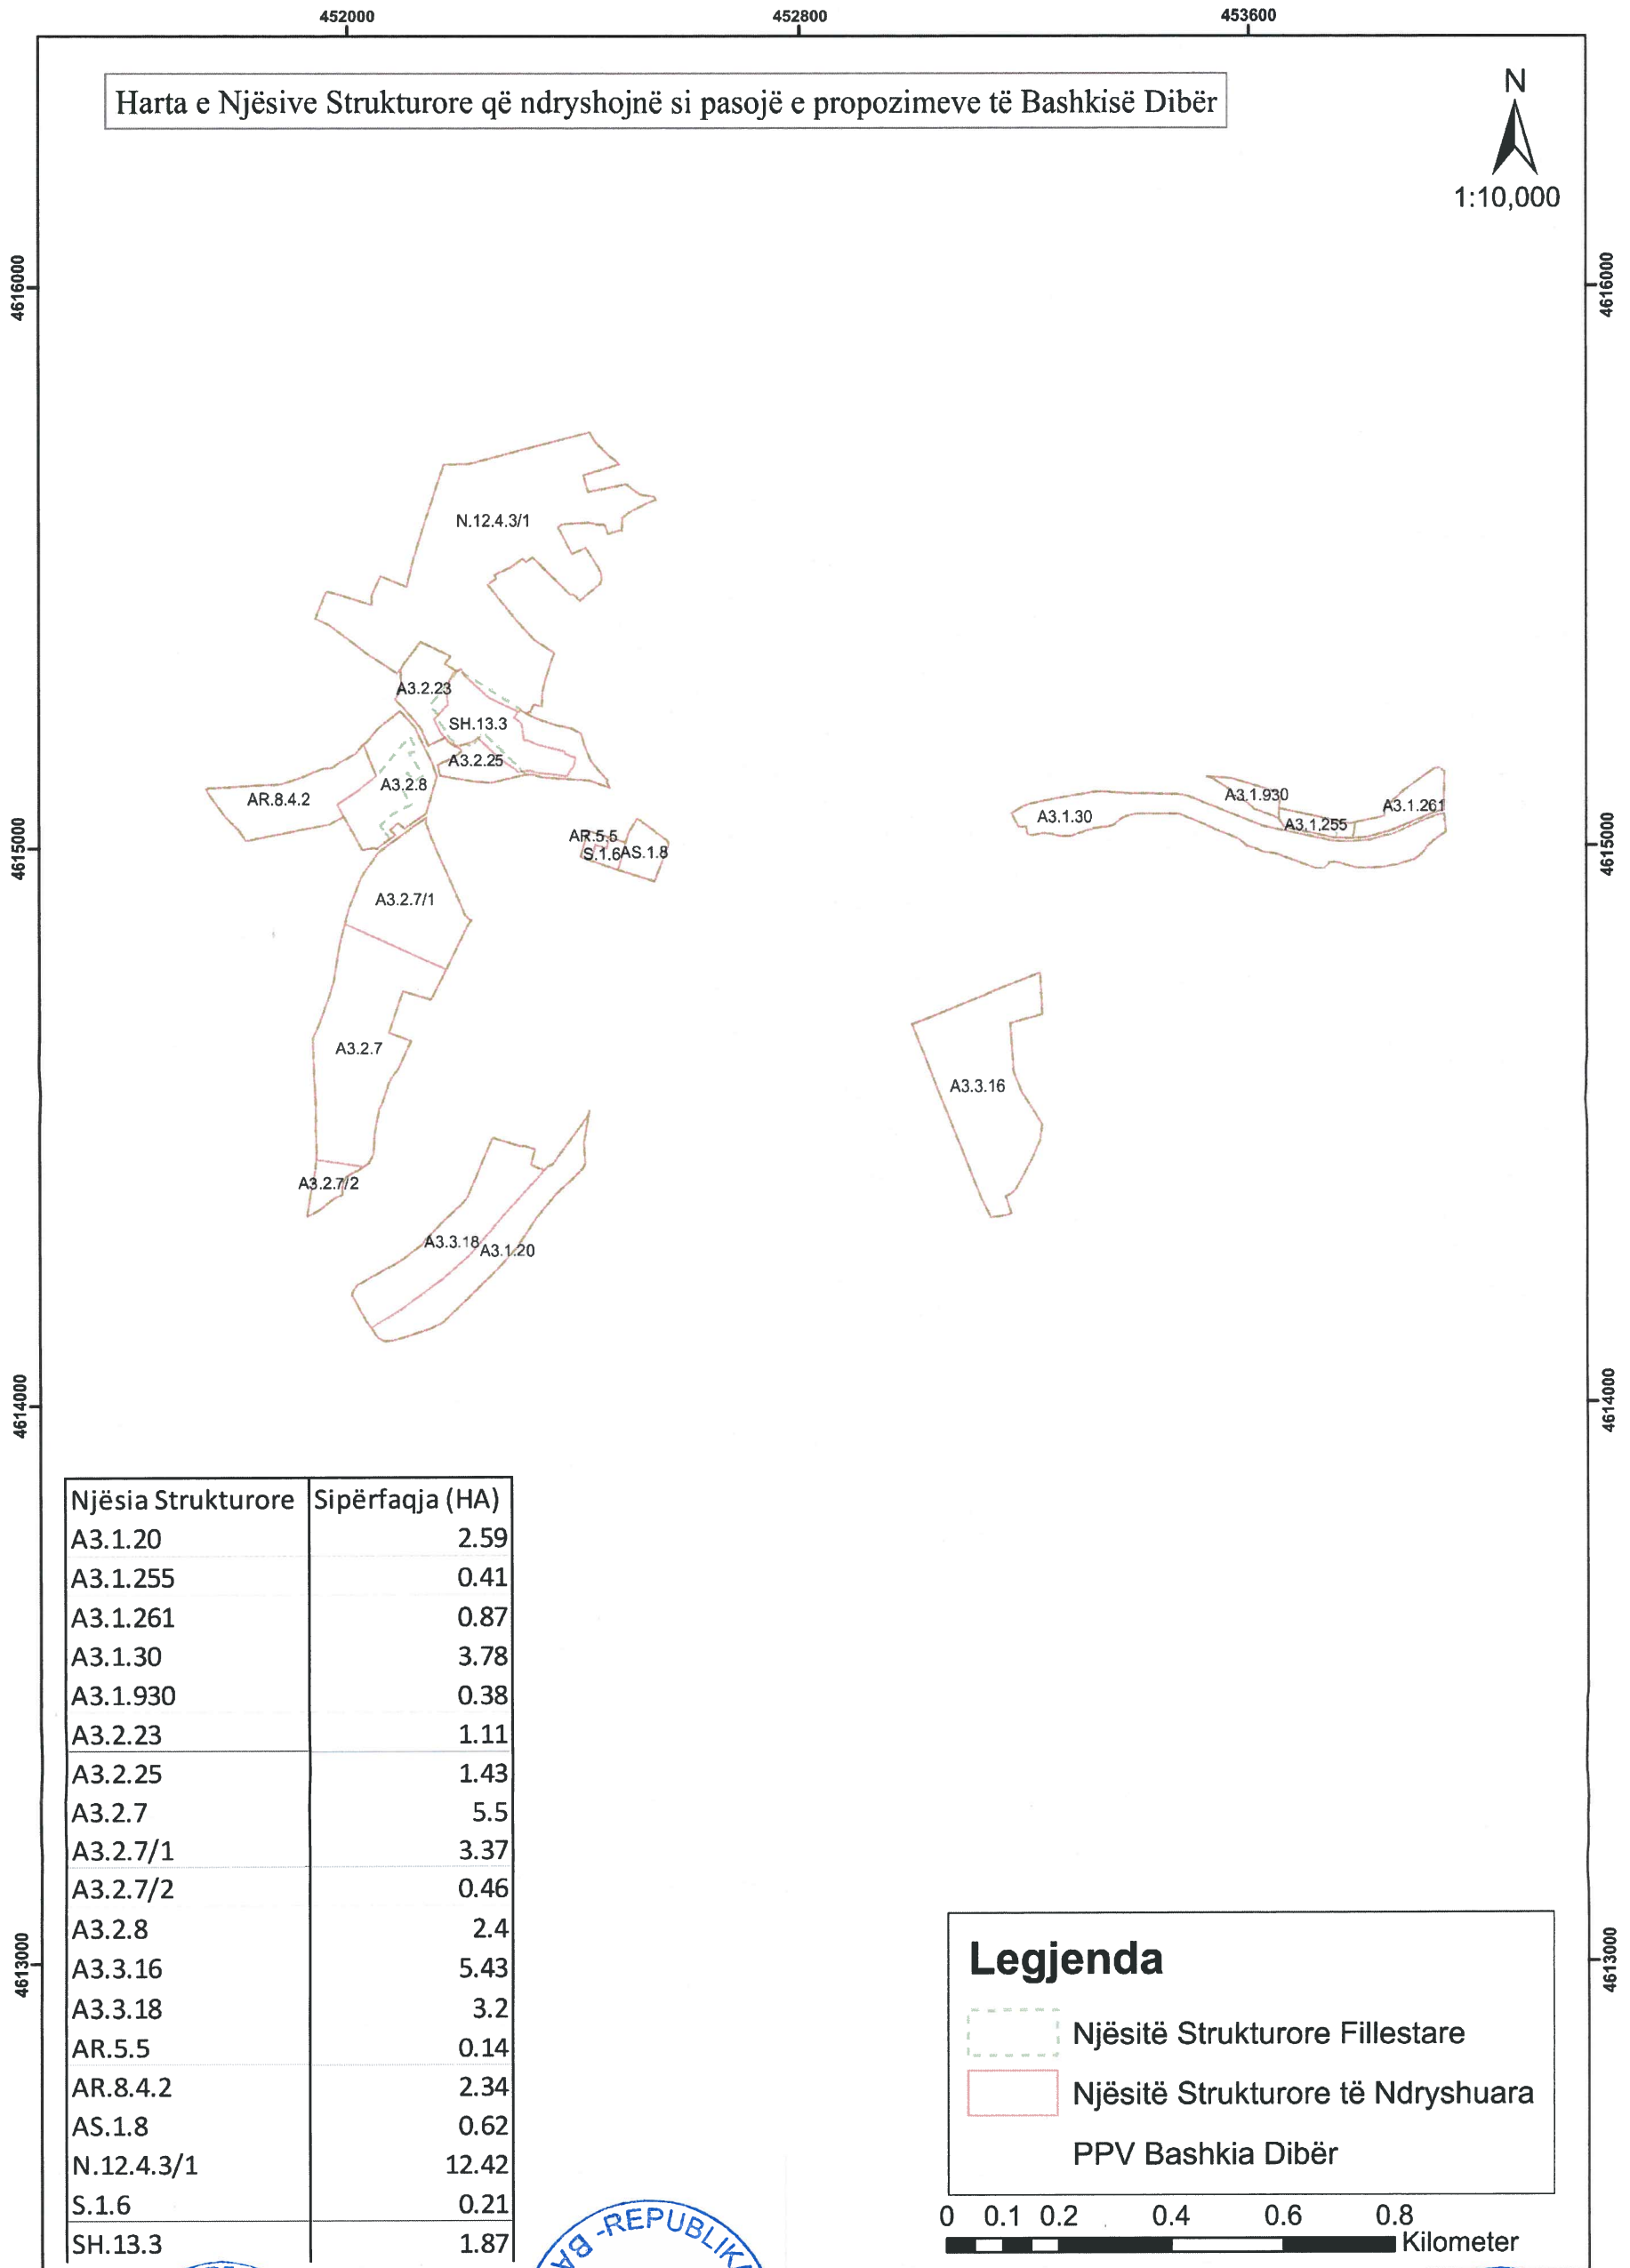 452000
452800
453600
Harta e Njësive Strukturore që ndryshojnë si pasojë e propozimeve të Bashkisë Dibër
N
1:10,000
4616000
4616000
N.12.4.3/1
A3.2.23
SH.13.3
A3.2.25
A3.2.8
AR.8.4.2
A3.1.930
A3.1.261
A3.1.30
A3.1.255
AR.5.5
S.1.6
AS.1.8
4615000
4615000
A3.2.7/1
A3.2.7
A3.3.16
A3.2.7/2
A3.3.18
A3.1.20
4614000
4614000
Njësia Strukturore Sipërfaqja (HA)
A3.1.20 2.59
A3.1.255 0.41
A3.1.261 0.87
A3.1.30 3.78
A3.1.930 0.38
A3.2.23 1.11
A3.2.25 1.43
A3.2.7 5.5
A3.2.7/1 3.37
A3.2.7/2 0.46
A3.2.8 2.4
A3.3.16 5.43
A3.3.18 3.2
AR.5.5 0.14
AR.8.4.2 2.34
AS.1.8 0.62
N.12.4.3/1 12.42
S.1.6 0.21
SH.13.3 1.87
4613000
4613000
Legjenda
Njësitë Strukturore Fillestare
Njësitë Strukturore të Ndryshuara
PPV Bashkia Dibër
0 0.1 0.2 0.4 0.6 0.8
Kilometer